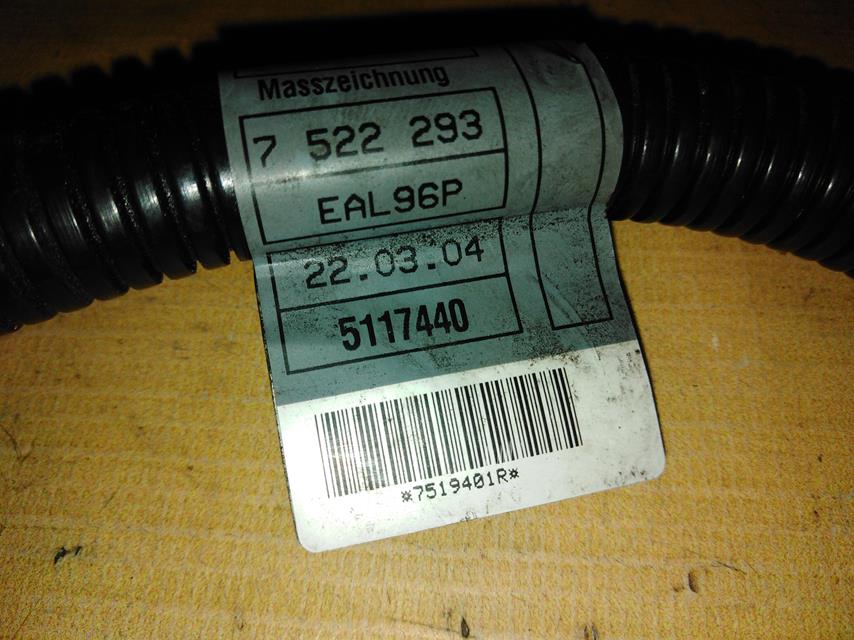 Masszeichnung
7 522 293
EAL96P
22.03.04
5117440
*7519401R*